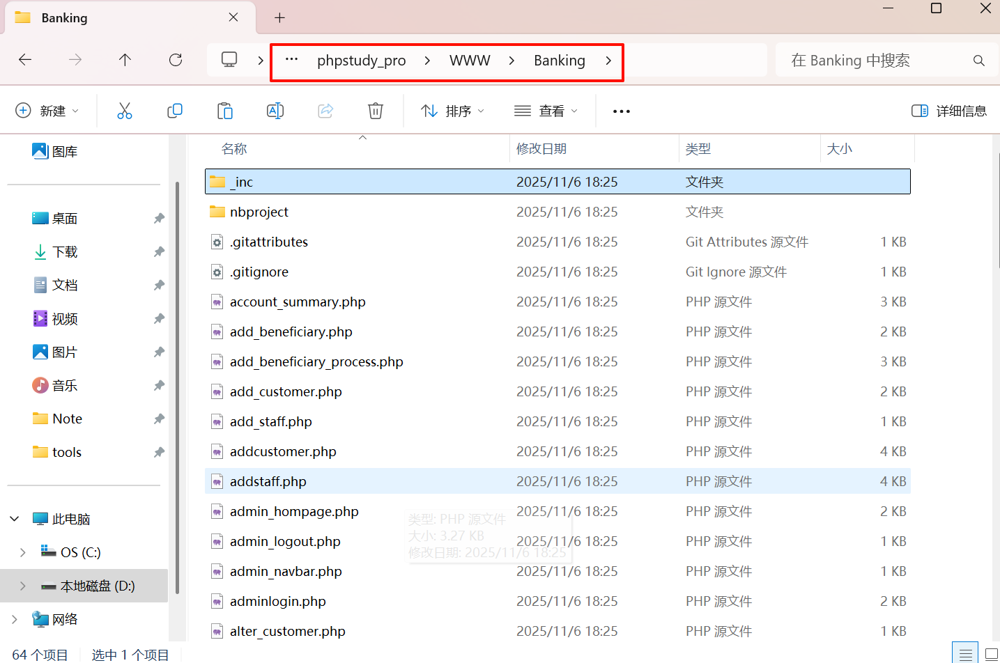 Banking
phpstudy_pro WWW Banking
在 Banking 中搜索
新建 排序 查看 详细信息
图库
桌面
下载
文档
视频
图片
音乐
Note
tools
此电脑
OS (C:)
本地磁盘 (D:)
网络
名称 修改日期 类型 大小
_inc 2025/11/6 18:25 文件夹
nbproject 2025/11/6 18:25 文件夹
.gitattributes 2025/11/6 18:25 Git Attributes 源文件 1 KB
.gitignore 2025/11/6 18:25 Git Ignore 源文件 1 KB
account_summary.php 2025/11/6 18:25 PHP 源文件 3 KB
add_beneficiary.php 2025/11/6 18:25 PHP 源文件 2 KB
add_beneficiary_process.php 2025/11/6 18:25 PHP 源文件 3 KB
add_customer.php 2025/11/6 18:25 PHP 源文件 2 KB
add_staff.php 2025/11/6 18:25 PHP 源文件 1 KB
addcustomer.php 2025/11/6 18:25 PHP 源文件 4 KB
addstaff.php 2025/11/6 18:25 PHP 源文件 4 KB
admin_hompage.php 2025/11/6 18:25 PHP 源文件 2 KB
admin_logout.php 2025/11/6 18:25 PHP 源文件 1 KB
admin_navbar.php 2025/11/6 18:25 PHP 源文件 1 KB
adminlogin.php 2025/11/6 18:25 PHP 源文件 2 KB
alter_customer.php 2025/11/6 18:25 PHP 源文件 1 KB
类型: PHP 源文件
大小: 3.27 KB
修改日期: 2025/11/6 18:25
64 个项目 选中 1 个项目